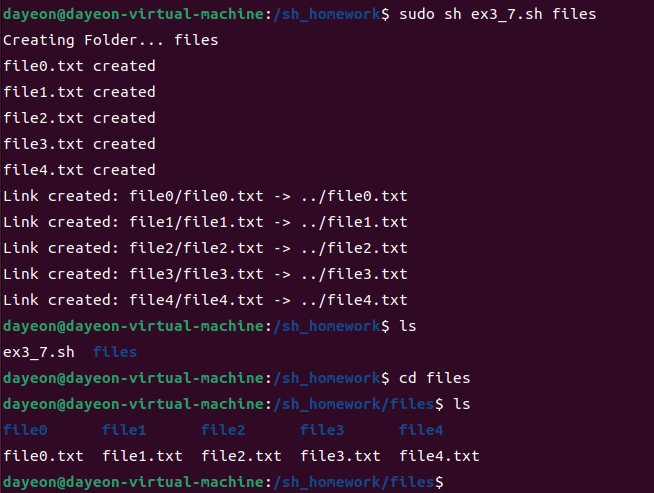 dayeon@dayeon-virtual-machine:/sh_homework$ sudo sh ex3_7.sh files
Creating Folder... files
file0.txt created
file1.txt created
file2.txt created
file3.txt created
file4.txt created
Link created: file0/file0.txt -> ../file0.txt
Link created: file1/file1.txt -> ../file1.txt
Link created: file2/file2.txt -> ../file2.txt
Link created: file3/file3.txt -> ../file3.txt
Link created: file4/file4.txt -> ../file4.txt
dayeon@dayeon-virtual-machine:/sh_homework$ ls
ex3_7.sh  files
dayeon@dayeon-virtual-machine:/sh_homework$ cd files
dayeon@dayeon-virtual-machine:/sh_homework/files$ ls
file0      file1      file2      file3      file4
file0.txt  file1.txt  file2.txt  file3.txt  file4.txt
dayeon@dayeon-virtual-machine:/sh_homework/files$